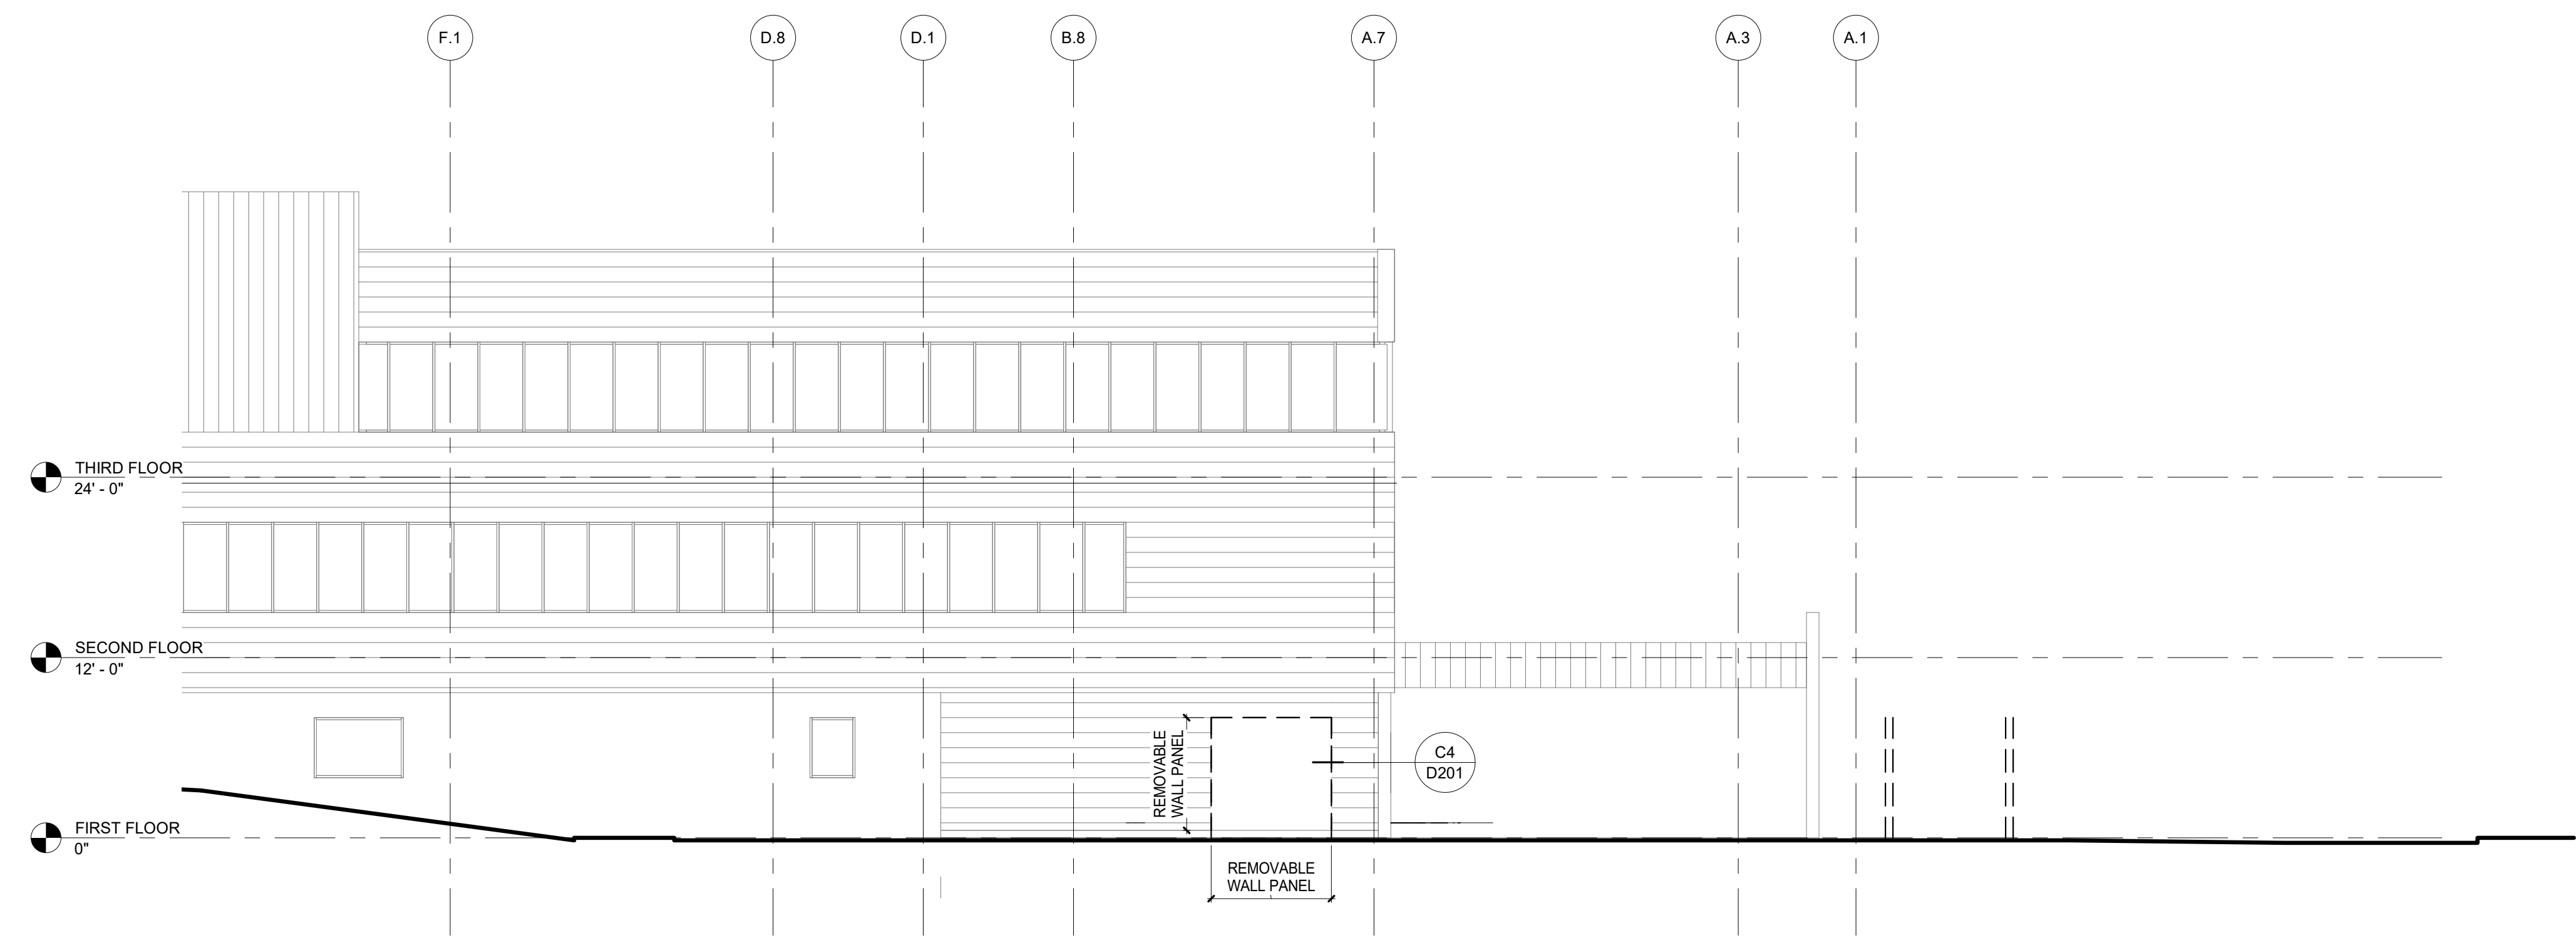 F.1
D.8
D.1
B.8
A.7
A.3
A.1
THIRD FLOOR
24' - 0"
SECOND FLOOR
12' - 0"
REMOVABLE
WALL PANEL
C4
D201
FIRST FLOOR
0"
REMOVABLE
WALL PANEL